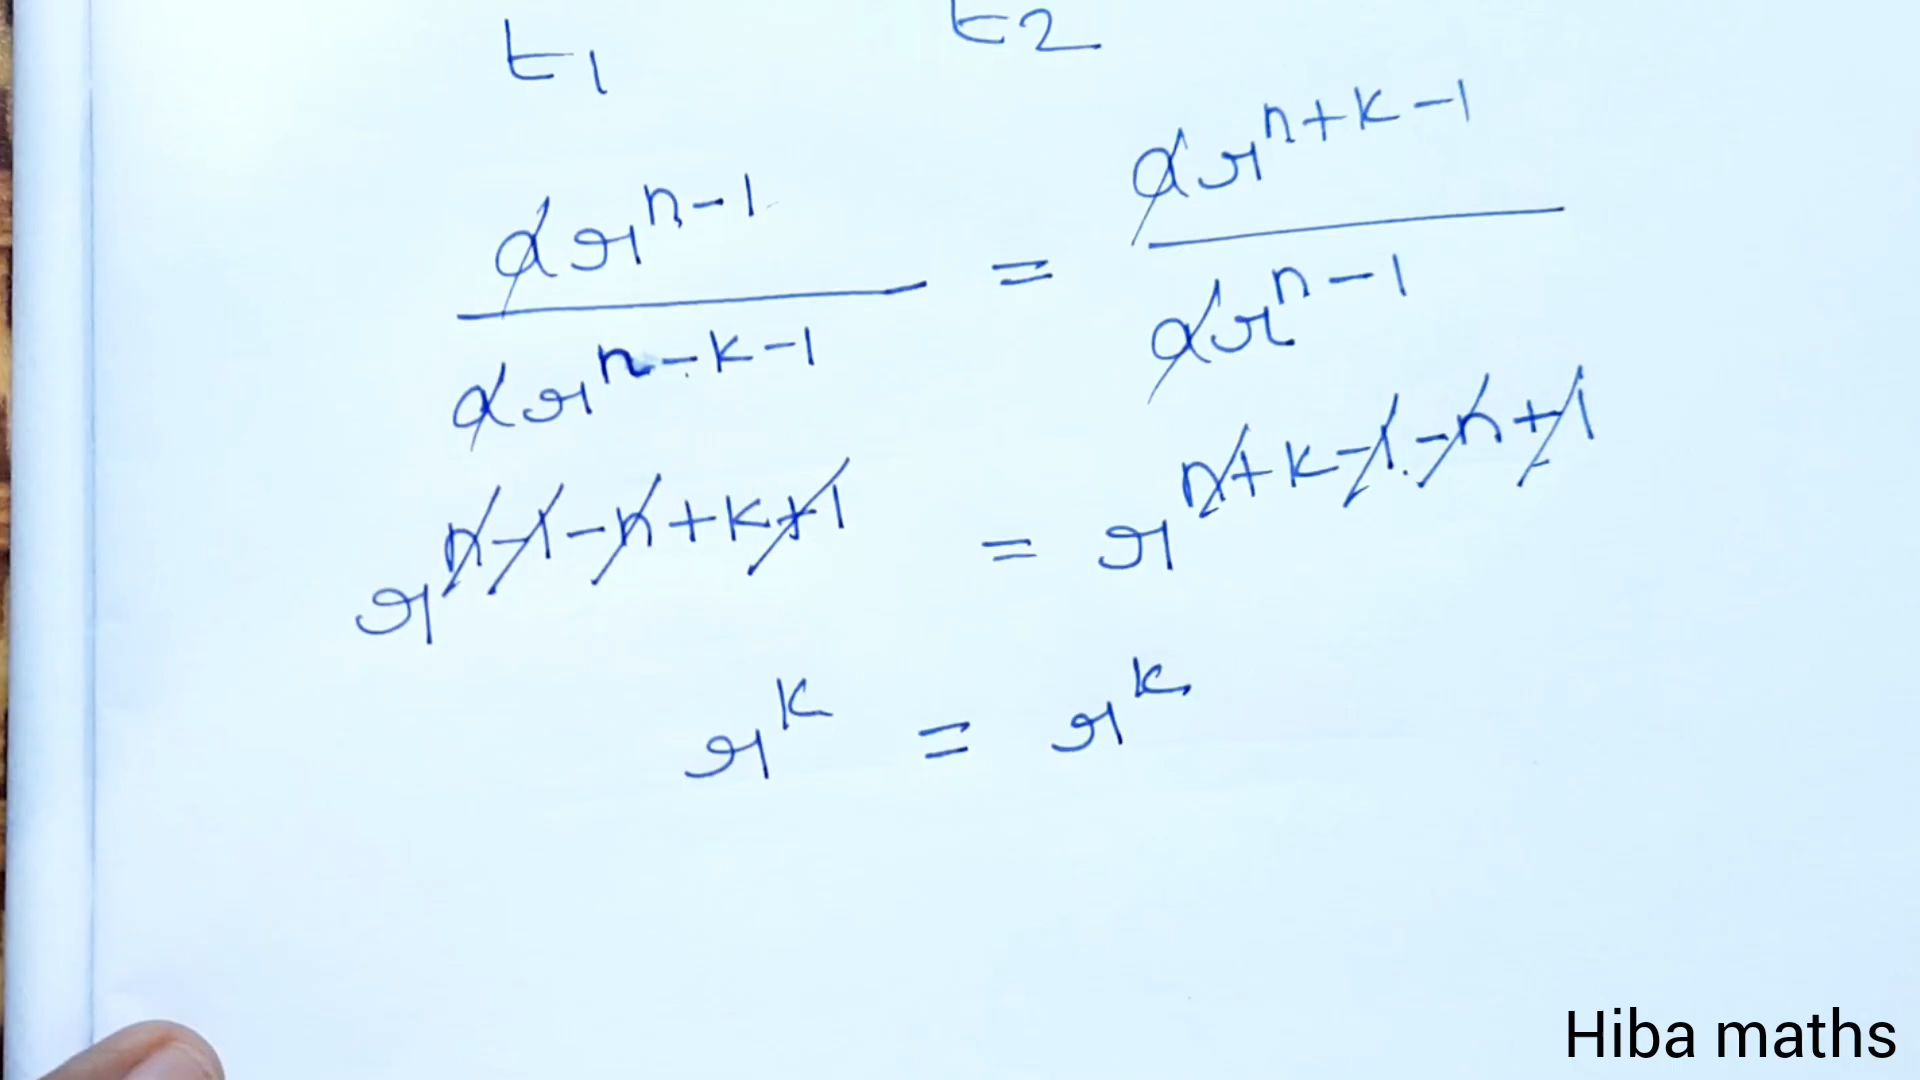 t₁ t₂
ar^(n-1) / ar^(n-k-1) = ar^(n+k-1) / ar^(n-1)
r^(n-1-n+k+1) = r^(n+k-1-n+1)
r^k = r^k
Hiba maths